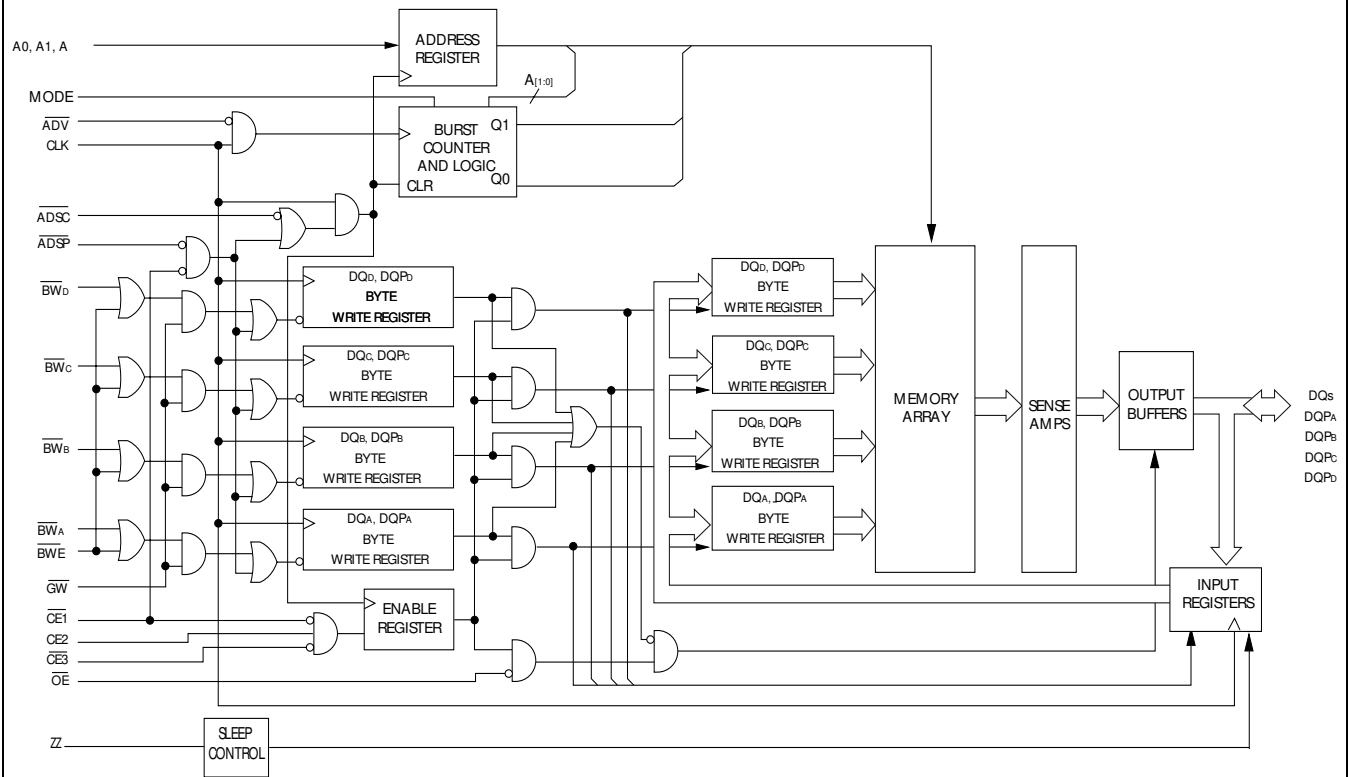 A0, A1, A
ADDRESS
REGISTER
A[1:0]
MODE
ADV
CLK
BURST
COUNTER
AND LOGIC
CLR
Q1
Q0
ADSC
ADSP
BWD
DQD, DQPD
BYTE
WRITE REGISTER
DQD, DQPD
BYTE
WRITE REGISTER
BWC
DQC, DQPC
BYTE
WRITE REGISTER
DQC, DQPC
BYTE
WRITE REGISTER
BWB
DQB, DQPB
BYTE
WRITE REGISTER
DQB, DQPB
BYTE
WRITE REGISTER
BWA
BWE
DQA, DQPA
BYTE
WRITE REGISTER
DQA, DQPA
BYTE
WRITE REGISTER
MEMORY
ARRAY
SENSE
AMPS
OUTPUT
BUFFERS
DQs
DQPA
DQPB
DQPC
DQPD
GW
CE1
CE2
CE3
OE
ENABLE
REGISTER
INPUT
REGISTERS
ZZ
SLEEP
CONTROL